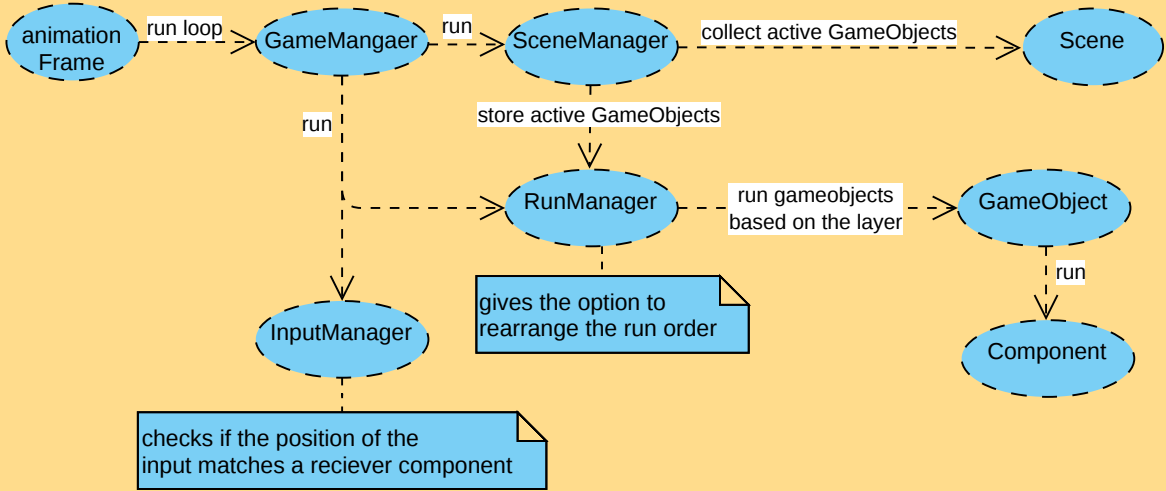 animation
Frame
run loop
GameMangaer
run
SceneManager
collect active GameObjects
Scene
run
store active GameObjects
RunManager
run gameobjects
based on the layer
GameObject
run
gives the option to
rearrange the run order
InputManager
Component
checks if the position of the
input matches a reciever component